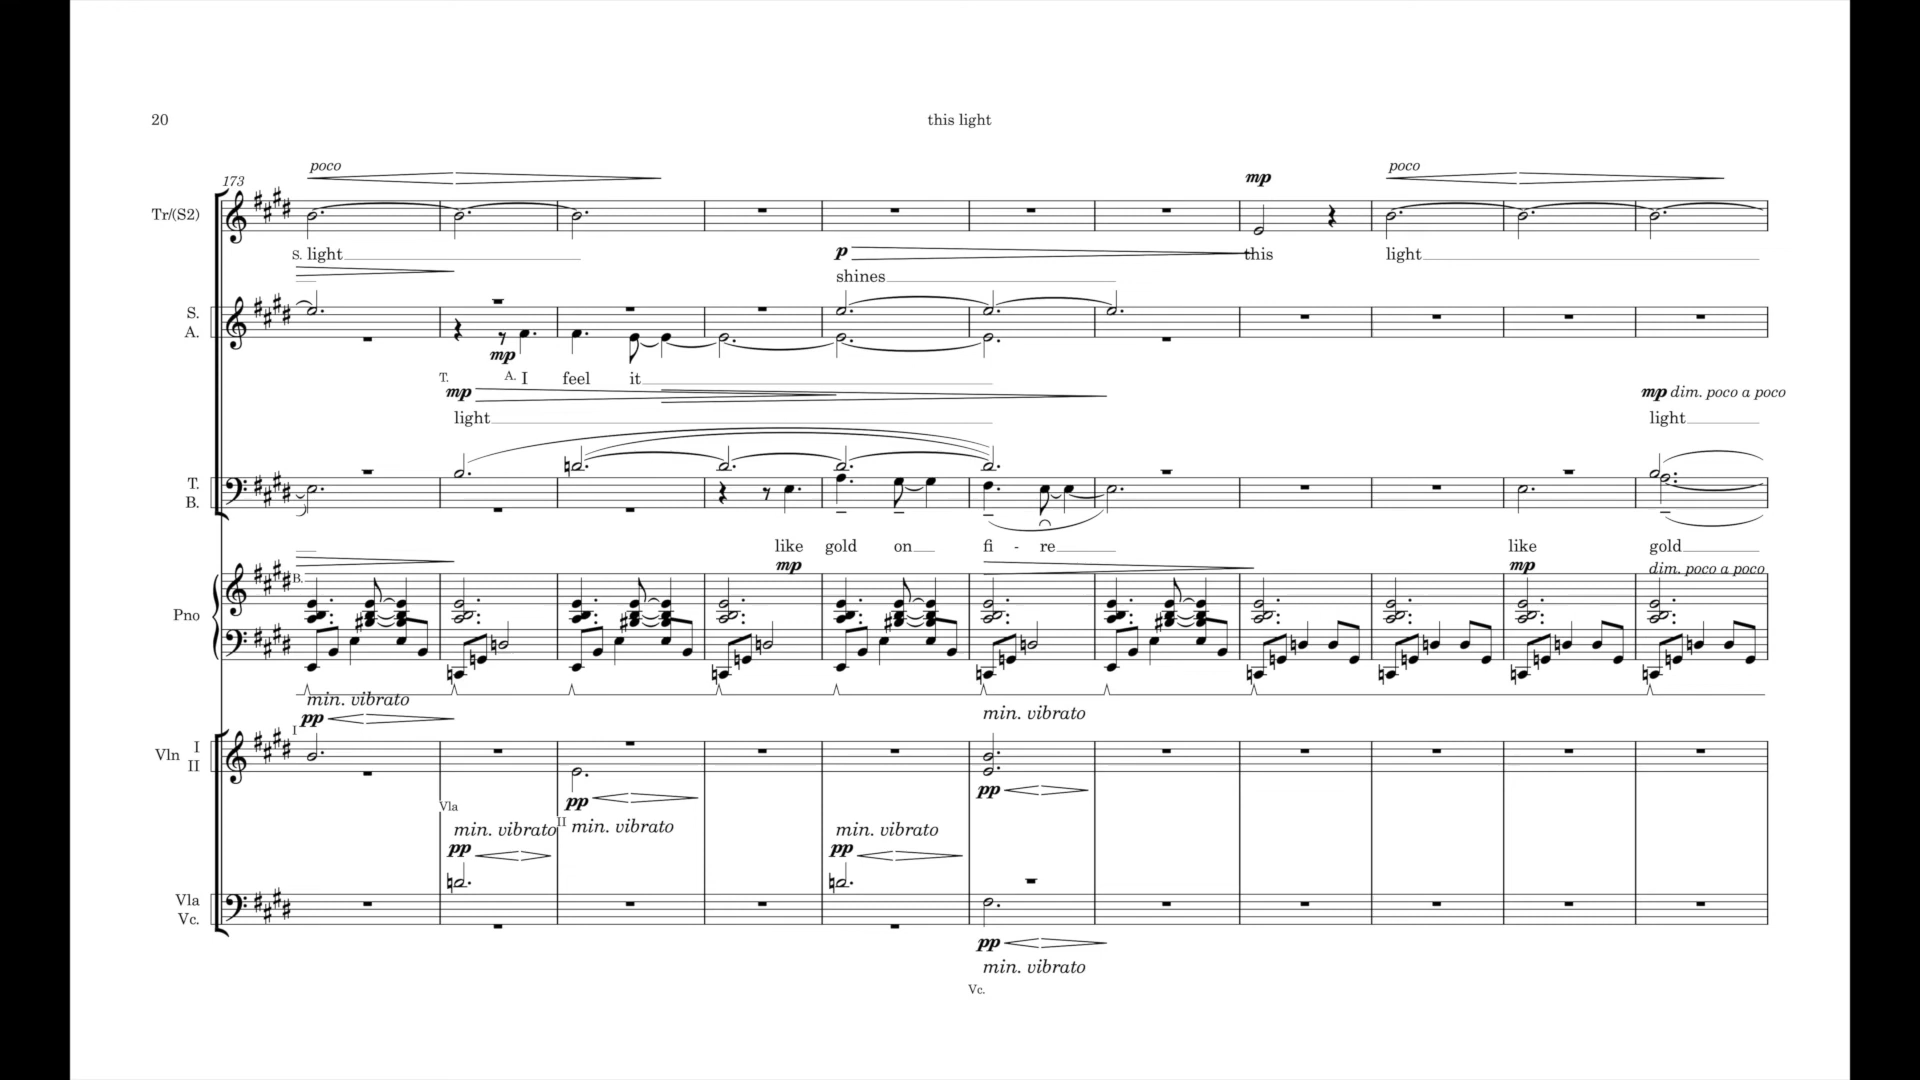 20
this light
poco
poco
173
mp
Tr/(S2)
S. light
p
this
light
shines
S.
A.
mp
T.
A. I feel it
mp
mp dim. poco a poco
light
light
T.
B.
like gold on fi - re
like
gold
mp
mp
dim. poco a poco
B.
Pno
min. vibrato
min. vibrato
pp
I
Vln
I
II
pp
pp
Vla
min. vibrato
II min. vibrato
min. vibrato
pp
pp
Vla
Vc.
pp
min. vibrato
Vc.